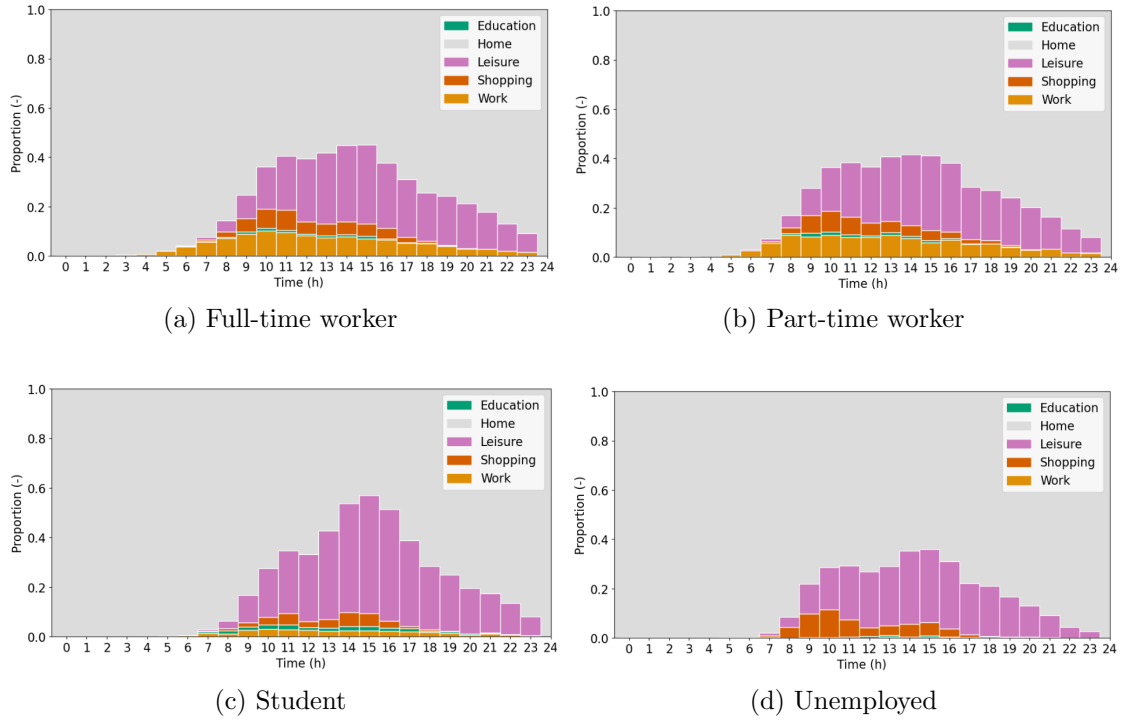 1.0
0.8
0.6
0.4
0.2
0.0
Proportion (-)
Education
Home
Leisure
Shopping
Work
0 1 2 3 4 5 6 7 8 9 10 11 12 13 14 15 16 17 18 19 20 21 22 23 24
Time (h)
(a) Full-time worker
1.0
0.8
0.6
0.4
0.2
0.0
Proportion (-)
Education
Home
Leisure
Shopping
Work
0 1 2 3 4 5 6 7 8 9 10 11 12 13 14 15 16 17 18 19 20 21 22 23 24
Time (h)
(b) Part-time worker
1.0
0.8
0.6
0.4
0.2
0.0
Proportion (-)
Education
Home
Leisure
Shopping
Work
0 1 2 3 4 5 6 7 8 9 10 11 12 13 14 15 16 17 18 19 20 21 22 23 24
Time (h)
(c) Student
1.0
0.8
0.6
0.4
0.2
0.0
Proportion (-)
Education
Home
Leisure
Shopping
Work
0 1 2 3 4 5 6 7 8 9 10 11 12 13 14 15 16 17 18 19 20 21 22 23 24
Time (h)
(d) Unemployed